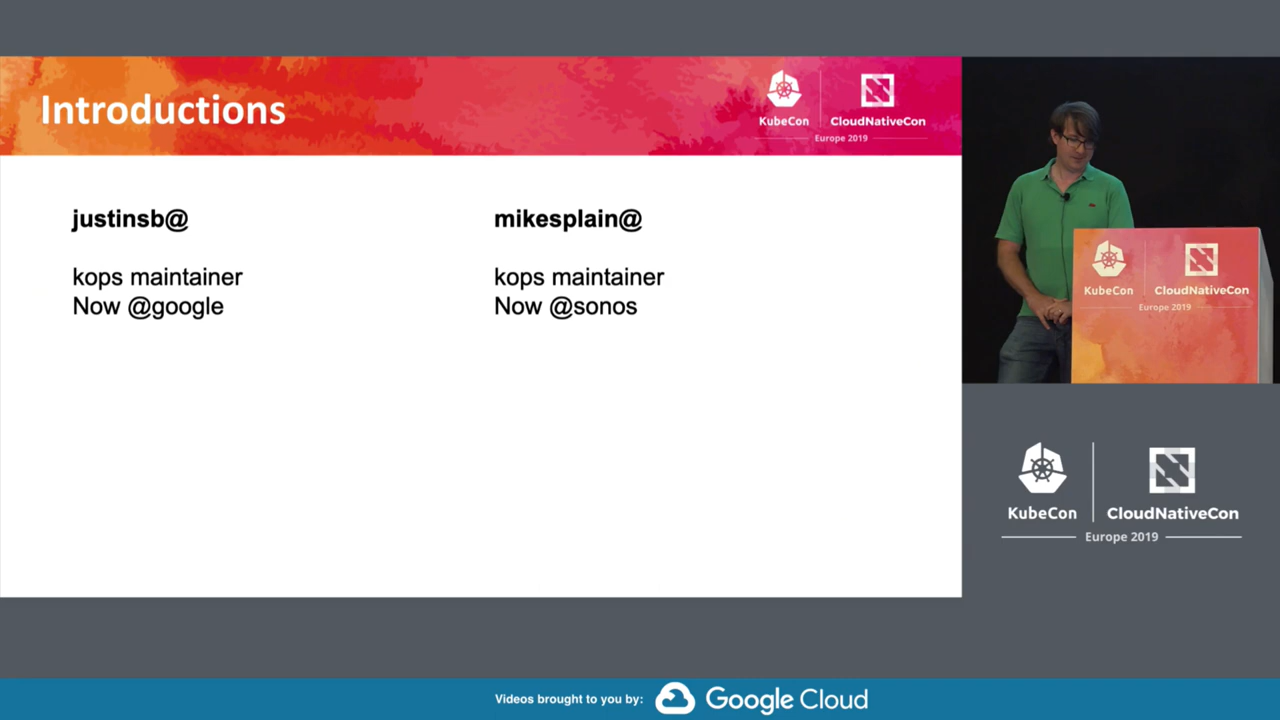 Introductions
KubeCon
CloudNativeCon
Europe 2019
justinsb@
kops maintainer
Now @google
mikesplain@
kops maintainer
Now @sonos
KubeCon
CloudNativeCon
Europe 2019
KubeCon
CloudNativeCon
Europe 2019
Videos brought to you by:
Google Cloud